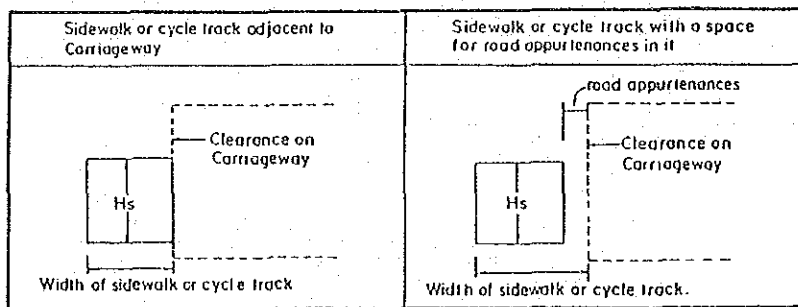 Sidewalk or cycle track adjacent to
Carriageway
Sidewalk or cycle track with a space
for road appurtenances in it
Clearance on
Carriageway
Hs
Width of sidewalk or cycle track
road appurtenances
Clearance on
Carriageway
Hs
Width of sidewalk or cycle track.